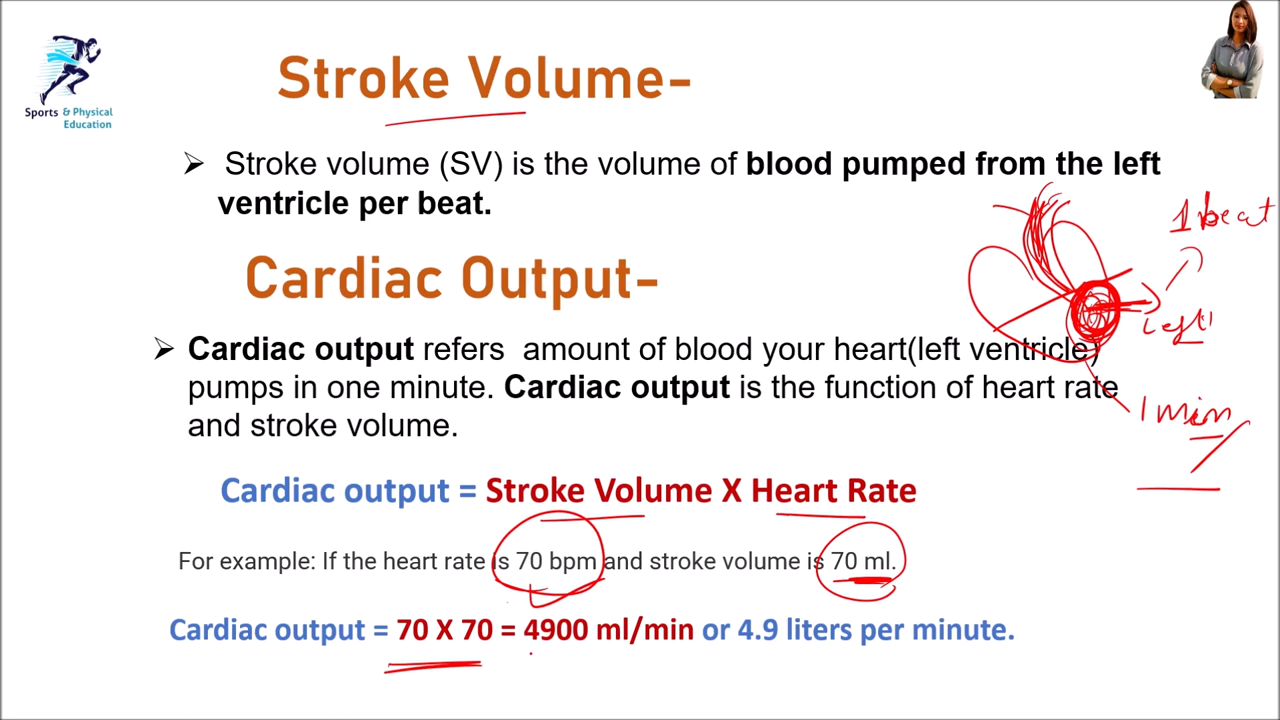 Sports & Physical
Education
Stroke Volume-
➢ Stroke volume (SV) is the volume of blood pumped from the left
ventricle per beat.
1 beat
Cardiac Output-
left
➢ Cardiac output refers amount of blood your heart(left ventricle)
pumps in one minute. Cardiac output is the function of heart rate
and stroke volume.
1 min
Cardiac output = Stroke Volume X Heart Rate
For example: If the heart rate is 70 bpm and stroke volume is 70 ml.
Cardiac output = 70 X 70 = 4900 ml/min or 4.9 liters per minute.